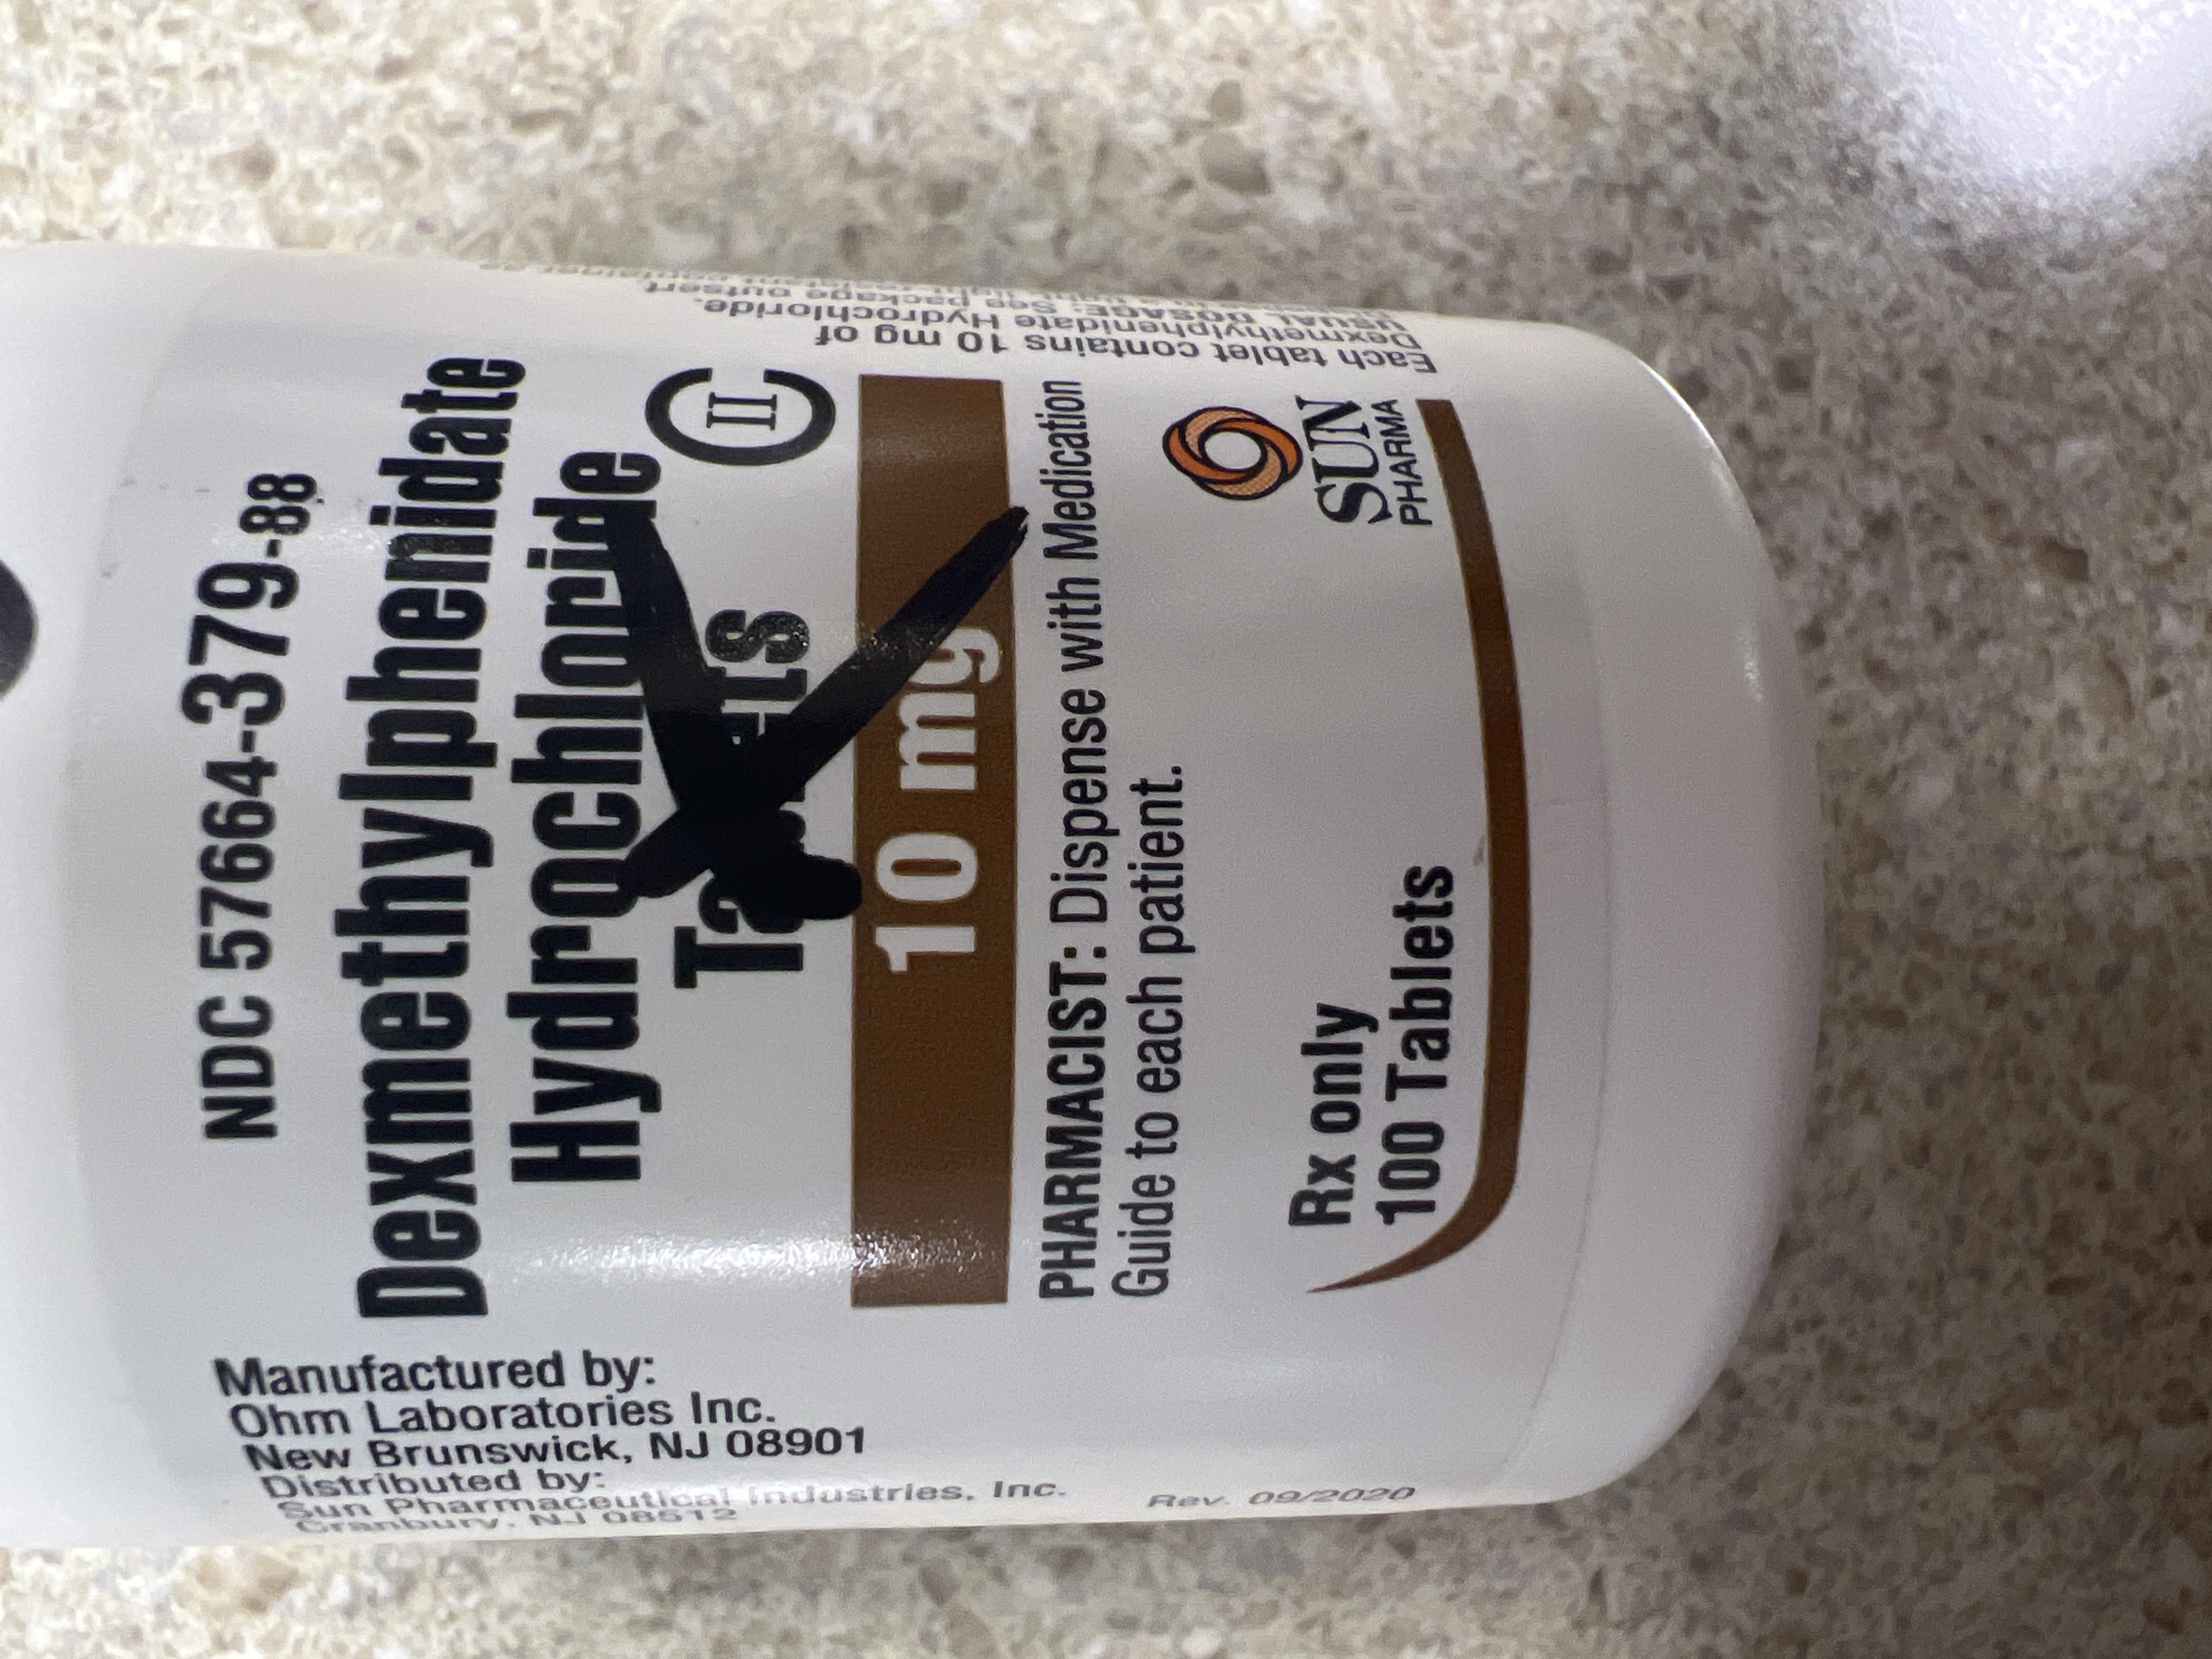 NDC 57664-379-88
Dexmethylphenidate
Hydrochloride
Tablets
CII
10 mg
PHARMACIST: Dispense with Medication
Guide to each patient.
Rx only
100 Tablets
SUN
PHARMA
Manufactured by:
Ohm Laboratories Inc.
New Brunswick, NJ 08901
Distributed by:
Sun Pharmaceutical Industries, Inc.
Cranbury, NJ 08512
Rev. 09/2020
Each tablet contains 10 mg of
Dexmethylphenidate Hydrochloride.
USUAL DOSAGE: See package outsert.